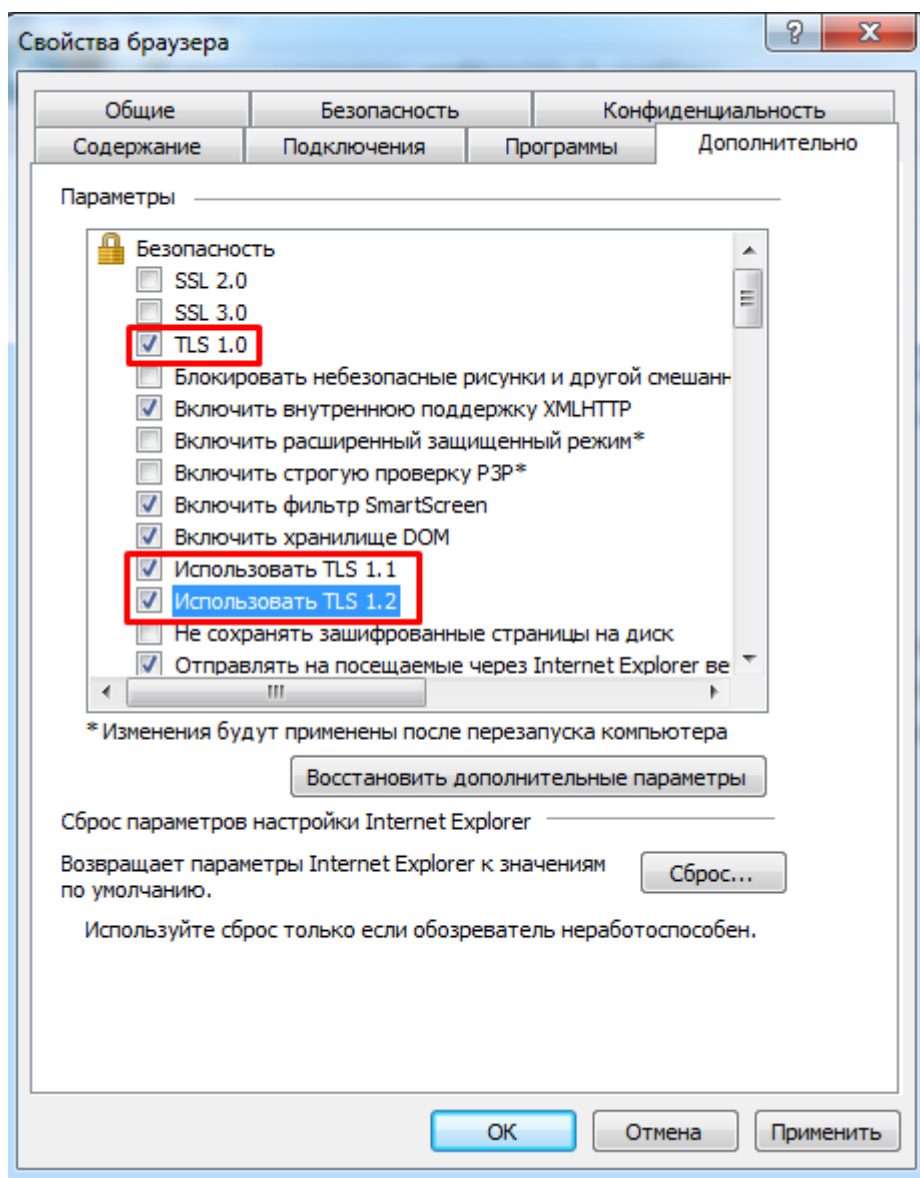 Свойства браузера
Общие Безопасность Конфиденциальность
Содержание Подключения Программы Дополнительно
Параметры
Безопасность
SSL 2.0
SSL 3.0
TLS 1.0
Блокировать небезопасные рисунки и другой смешанн
Включить внутреннюю поддержку XMLHTTP
Включить расширенный защищенный режим*
Включить строгую проверку P3P*
Включить фильтр SmartScreen
Включить хранилище DOM
Использовать TLS 1.1
Использовать TLS 1.2
Не сохранять зашифрованные страницы на диск
Отправлять на посещаемые через Internet Explorer ве
* Изменения будут применены после перезапуска компьютера
Восстановить дополнительные параметры
Сброс параметров настройки Internet Explorer
Возвращает параметры Internet Explorer к значениям
по умолчанию.
Сброс...
Используйте сброс только если обозреватель неработоспособен.
ОК Отмена Применить